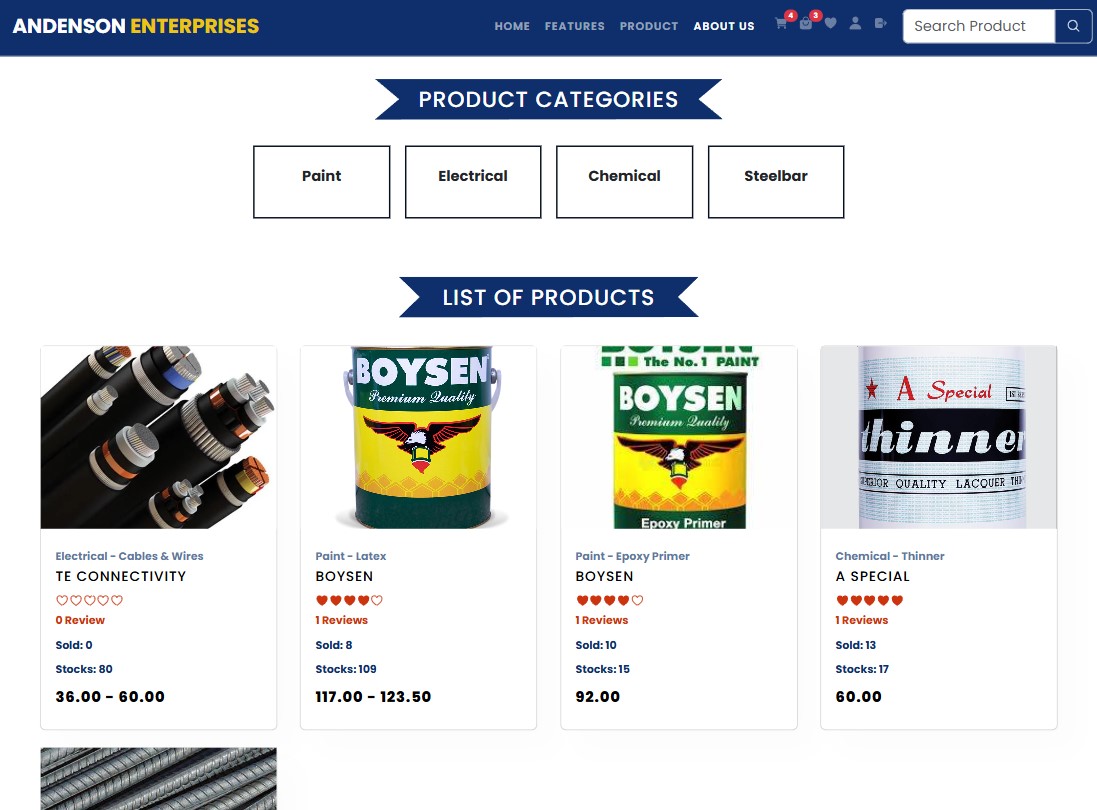 ANDENSON ENTERPRISES
HOME FEATURES PRODUCT ABOUT US 4 3 Search Product
PRODUCT CATEGORIES
Paint Electrical Chemical Steelbar
LIST OF PRODUCTS
BOYSEN
Premium Quality
BOYSEN
The No.1 PAINT
BOYSEN
Premium Quality
Epoxy Primer
A Special
thinner
QUALITY LACQUER
Electrical - Cables & Wires
TE CONNECTIVITY
0 Review
Sold: 0
Stocks: 80
36.00 - 60.00
Paint - Latex
BOYSEN
1 Reviews
Sold: 8
Stocks: 109
117.00 - 123.50
Paint - Epoxy Primer
BOYSEN
1 Reviews
Sold: 10
Stocks: 15
92.00
Chemical - Thinner
A SPECIAL
1 Reviews
Sold: 13
Stocks: 17
60.00